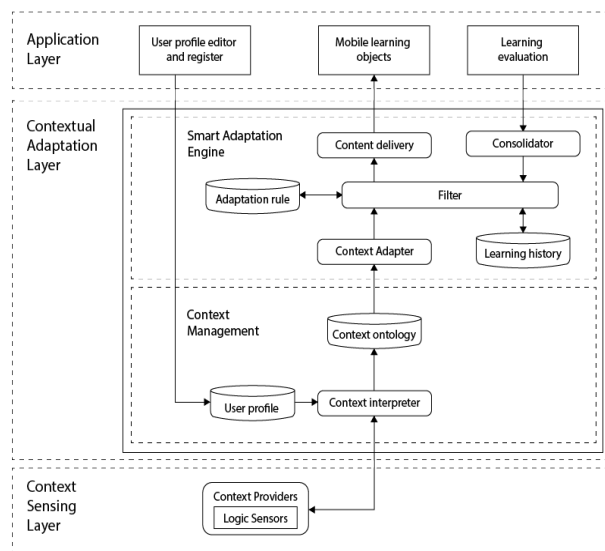 Application
Layer
User profile editor
and register
Mobile learning
objects
Learning
evaluation
Contextual
Adaptation
Layer
Smart Adaptation
Engine
Content delivery
Consolidator
Adaptation rule
Filter
Context Adapter
Learning history
Context
Management
Context ontology
User profile
Context interpreter
Context
Sensing
Layer
Context Providers
Logic Sensors